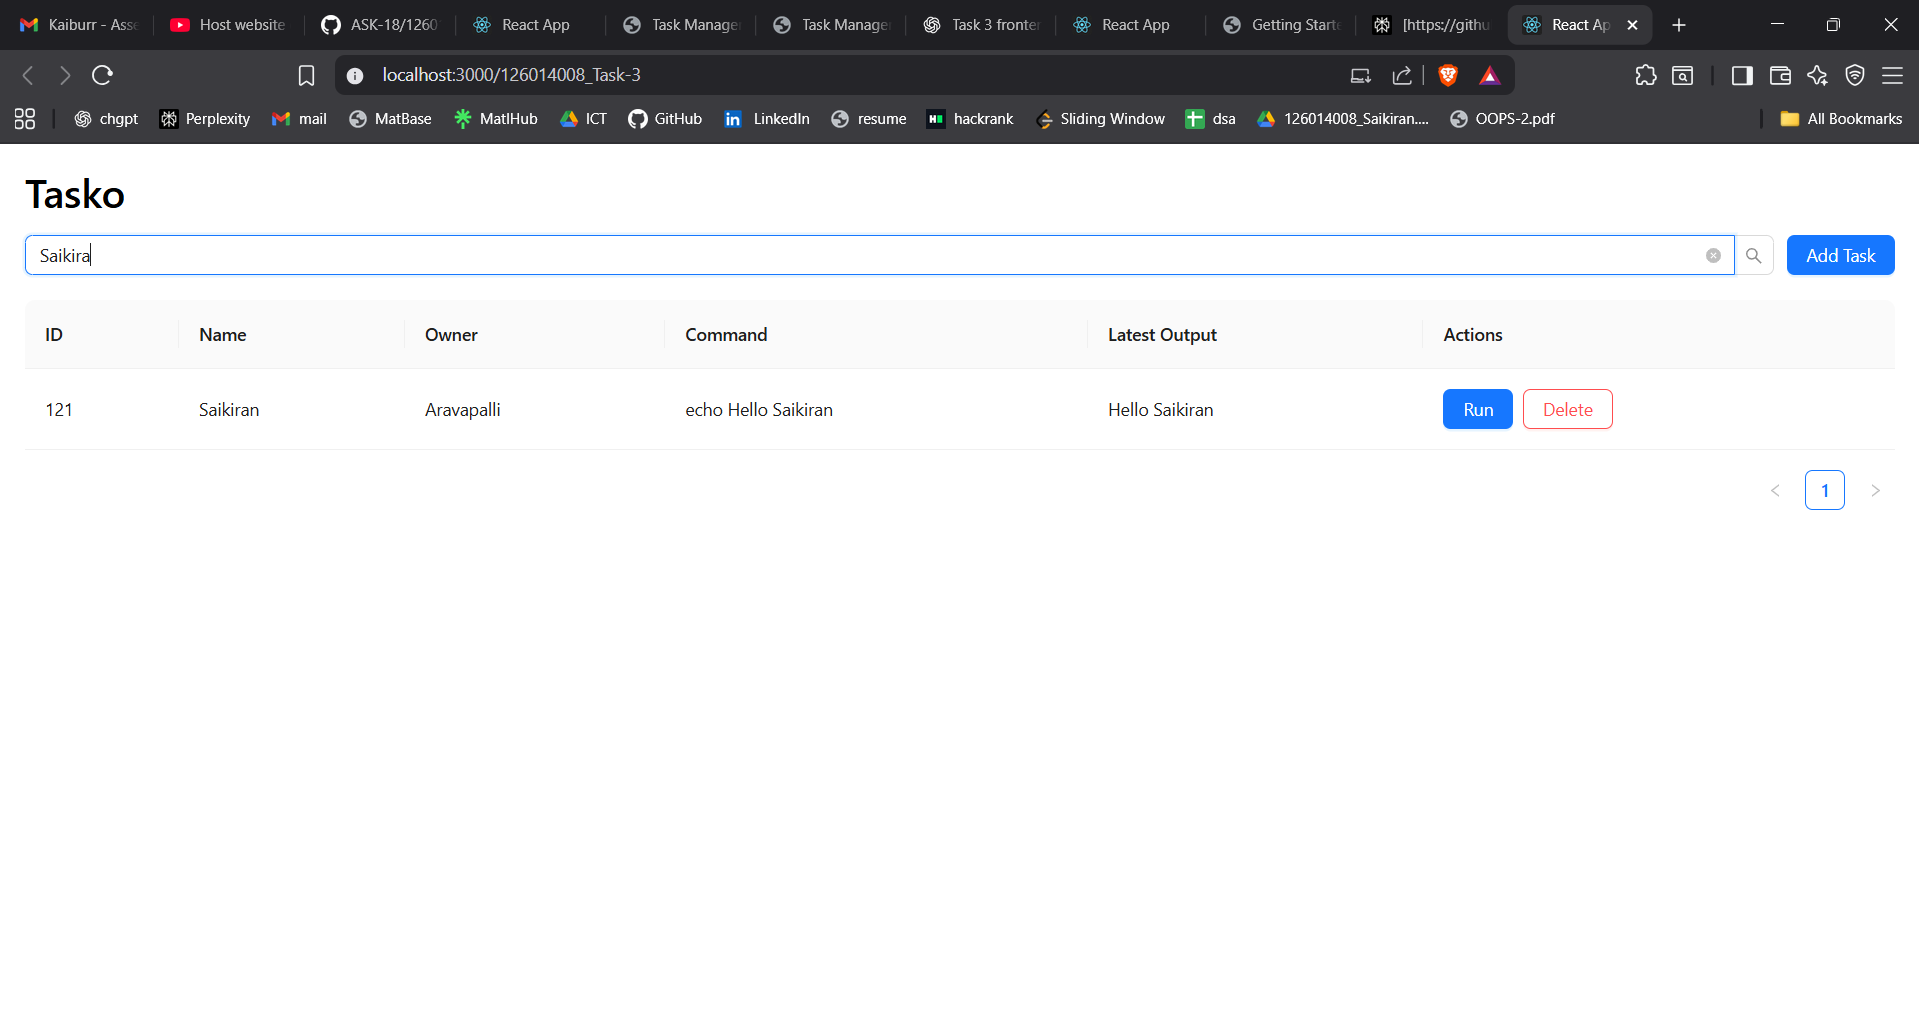 Kaiburr - Asse
Host website
ASK-18/1260
React App
Task Manage
Task Manage
Task 3 fronter
React App
Getting Starte
[https://githu
React Ap
localhost:3000/126014008_Task-3
chgpt
Perplexity
mail
MatBase
MatlHub
ICT
GitHub
LinkedIn
resume
hackrank
Sliding Window
dsa
126014008_Saikiran....
OOPS-2.pdf
All Bookmarks
Tasko
Saikira
Add Task
ID Name Owner Command Latest Output Actions
121 Saikiran Aravapalli echo Hello Saikiran Hello Saikiran Run Delete
< 1 >